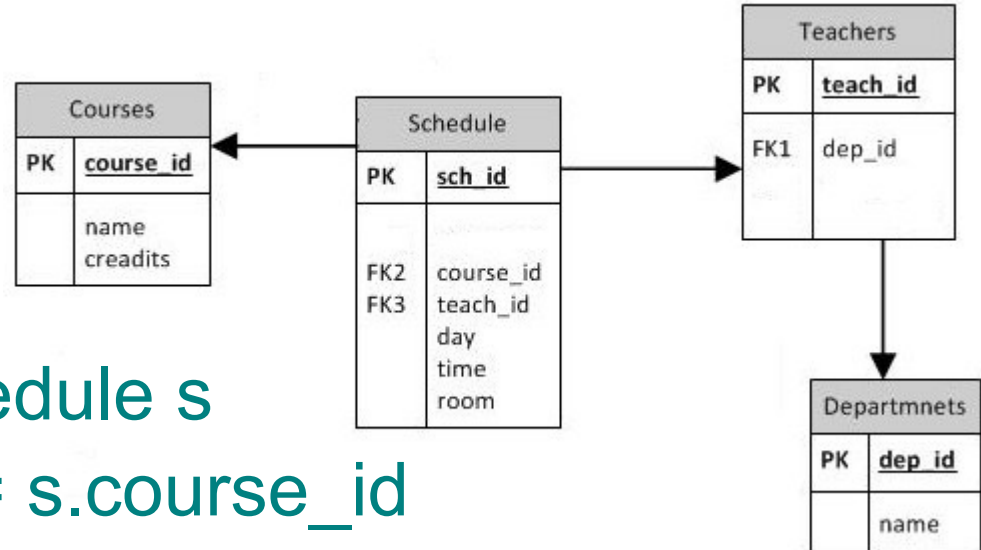 Courses
PK course_id
name
creadits
Schedule
PK sch_id
FK2 course_id
FK3 teach_id
day
time
room
Teachers
PK teach_id
FK1 dep_id
Departmnets
PK dep_id
name
edule s
= s.course_id